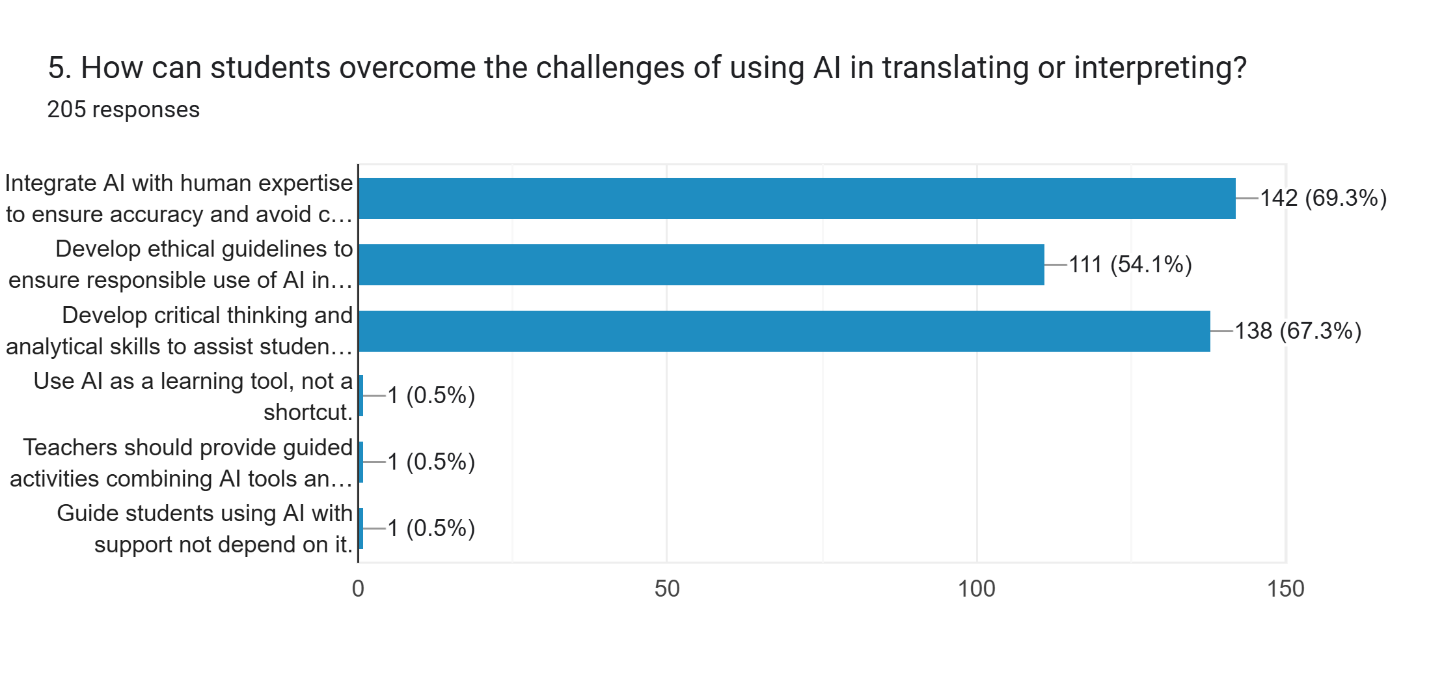 5. How can students overcome the challenges of using AI in translating or interpreting?
205 responses
Integrate AI with human expertise
to ensure accuracy and avoid c…
142 (69.3%)
Develop ethical guidelines to
ensure responsible use of AI in…
111 (54.1%)
Develop critical thinking and
analytical skills to assist studen…
138 (67.3%)
Use AI as a learning tool, not a
shortcut.
1 (0.5%)
Teachers should provide guided
activities combining AI tools an…
1 (0.5%)
Guide students using AI with
support not depend on it.
1 (0.5%)
0 50 100 150